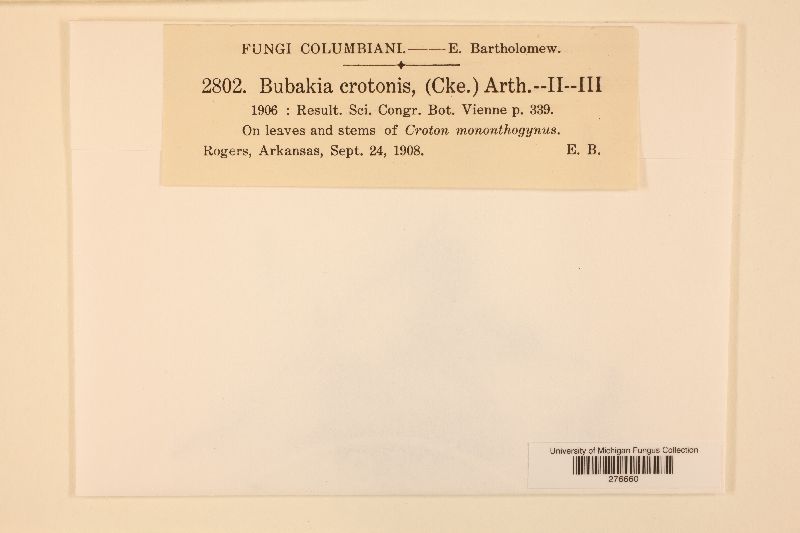 FUNGI COLUMBIANI.——E. Bartholomew.
2802. Bubakia crotonis, (Cke.) Arth.--II--III
1906 : Result. Sci. Congr. Bot. Vienne p. 339.
On leaves and stems of Croton mononthogynus.
Rogers, Arkansas, Sept. 24, 1908. E. B.
University of Michigan Fungus Collection
276660